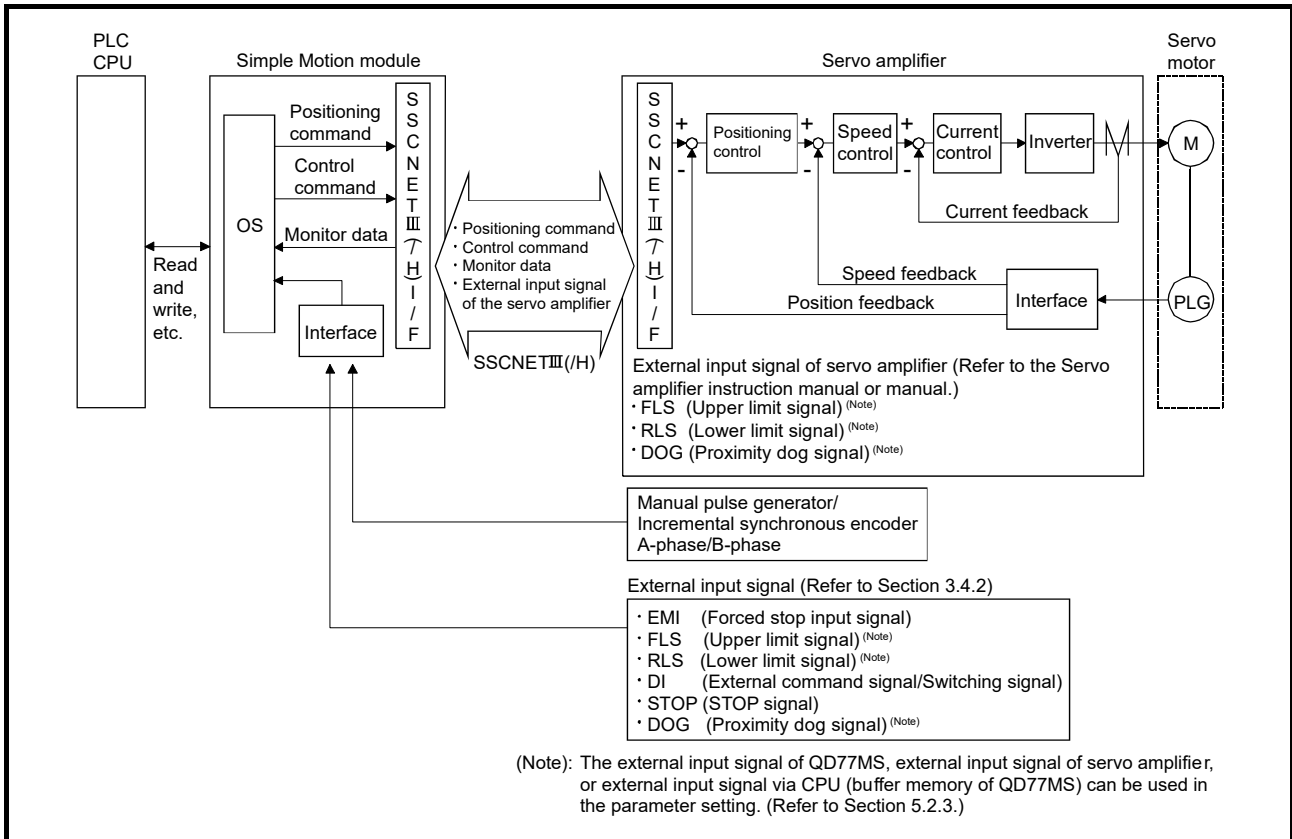 PLC
CPU
Simple Motion module
Servo amplifier
Servo
motor
OS
Positioning
command
Control
command
Monitor data
Interface
SSCNETⅢ(/H)I/F
Read
and
write,
etc.
· Positioning command
· Control command
· Monitor data
· External input signal
of the servo amplifier
SSCNETⅢ(/H)
SSCNETⅢ(/H)I/F
+
-
Positioning
control
+
-
Speed
control
+
-
Current
control
Inverter
M
Current feedback
Speed feedback
Position feedback
Interface
PLG
External input signal of servo amplifier (Refer to the Servo
amplifier instruction manual or manual.)
· FLS (Upper limit signal) (Note)
· RLS (Lower limit signal) (Note)
· DOG (Proximity dog signal) (Note)
Manual pulse generator/
Incremental synchronous encoder
A-phase/B-phase
External input signal (Refer to Section 3.4.2)
· EMI (Forced stop input signal)
· FLS (Upper limit signal) (Note)
· RLS (Lower limit signal) (Note)
· DI (External command signal/Switching signal)
· STOP (STOP signal)
· DOG (Proximity dog signal) (Note)
(Note): The external input signal of QD77MS, external input signal of servo amplifier,
or external input signal via CPU (buffer memory of QD77MS) can be used in
the parameter setting. (Refer to Section 5.2.3.)